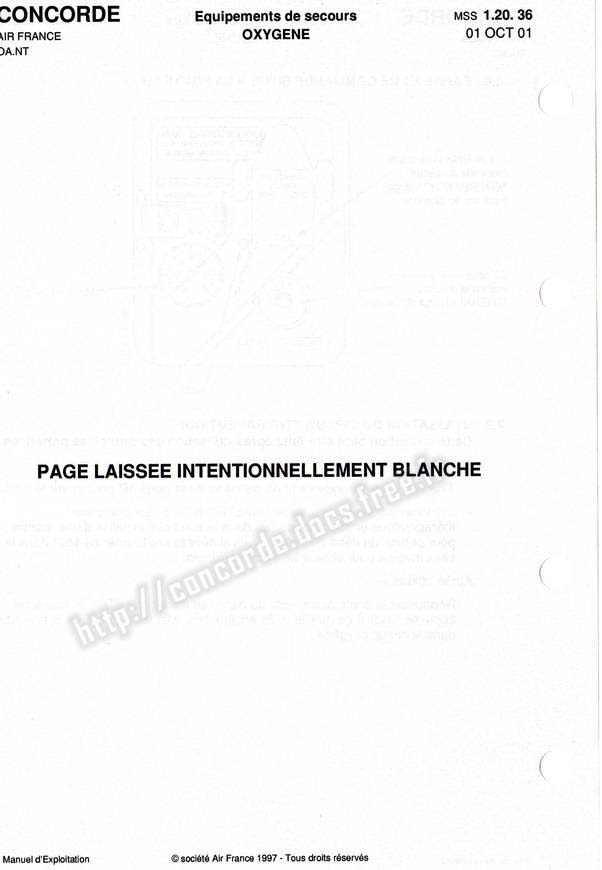 CONCORDE
AIR FRANCE
OA.NT
Equipements de secours
OXYGENE
MSS 1.20. 36
01 OCT 01
PAGE LAISSEE INTENTIONNELLEMENT BLANCHE
http://concorde.docs.free.fr
Manuel d'Exploitation
© société Air France 1997 - Tous droits réservés